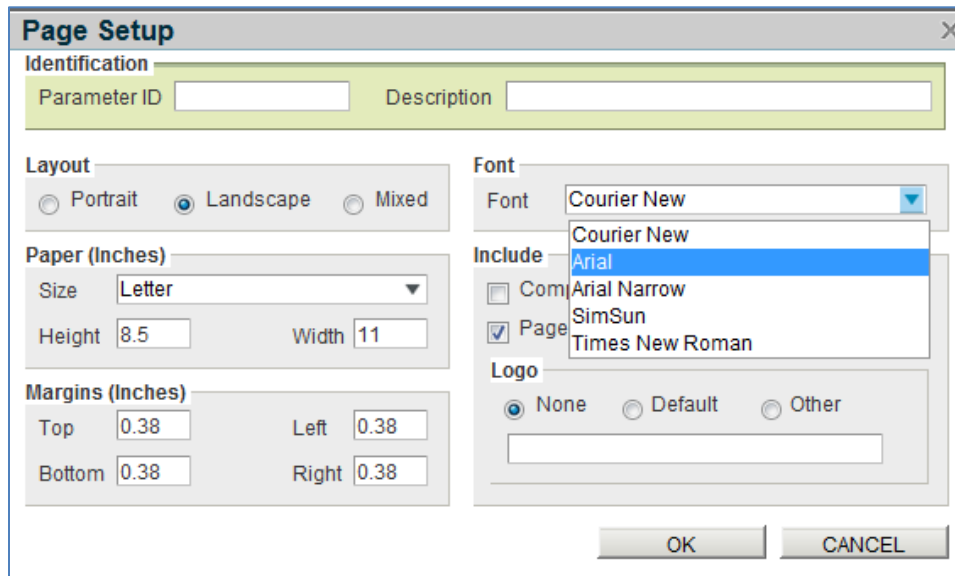 Page Setup
Identification
Parameter ID
Description
Layout
Portrait Landscape Mixed
Font
Font Courier New
Courier New
Arial
Arial Narrow
SimSun
Times New Roman
Paper (Inches)
Size Letter
Height 8.5 Width 11
Include
Comp
Page
Logo
None Default Other
Margins (Inches)
Top 0.38 Left 0.38
Bottom 0.38 Right 0.38
OK CANCEL